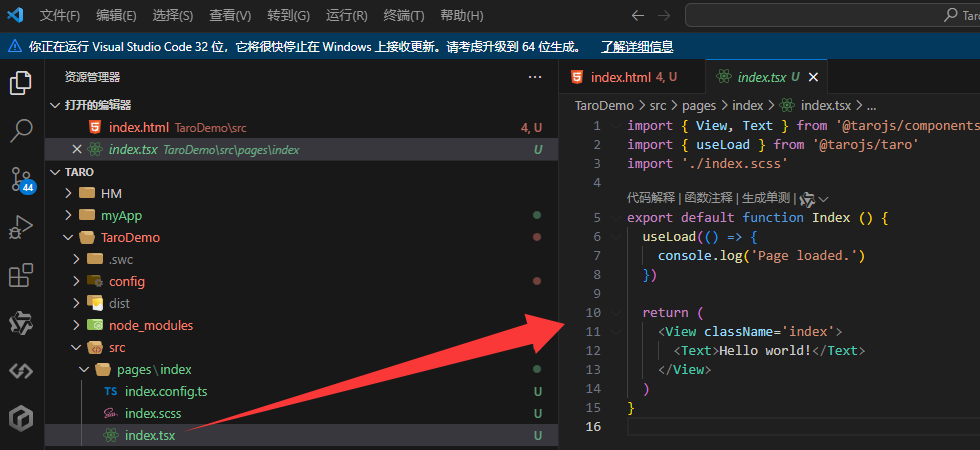 文件(F) 编辑(E) 选择(S) 查看(V) 转到(G) 运行(R) 终端(T) 帮助(H) Taro
你正在运行 Visual Studio Code 32 位，它将很快停止在 Windows 上接收更新。请考虑升级到 64 位生成。 了解详细信息
资源管理器 ...
打开的编辑器
index.html TaroDemo\src 4, U
index.tsx TaroDemo\src\pages\index U
TARO
HM
44
myApp
TaroDemo
.swc
config
dist
node_modules
src
pages\index
TS index.config.ts U
index.scss U
index.tsx U
index.html 4, U index.tsx U
TaroDemo > src > pages > index > index.tsx > ...
1 import { View, Text } from '@tarojs/components
2 import { useLoad } from '@tarojs/taro'
3 import './index.scss'
4
代码解释 | 函数注释 | 生成单测 |
5 export default function Index () {
6 useLoad(() => {
7 console.log('Page loaded.')
8 })
9
10 return (
11 <View className='index'>
12 <Text>Hello world!</Text>
13 </View>
14 )
15 }
16